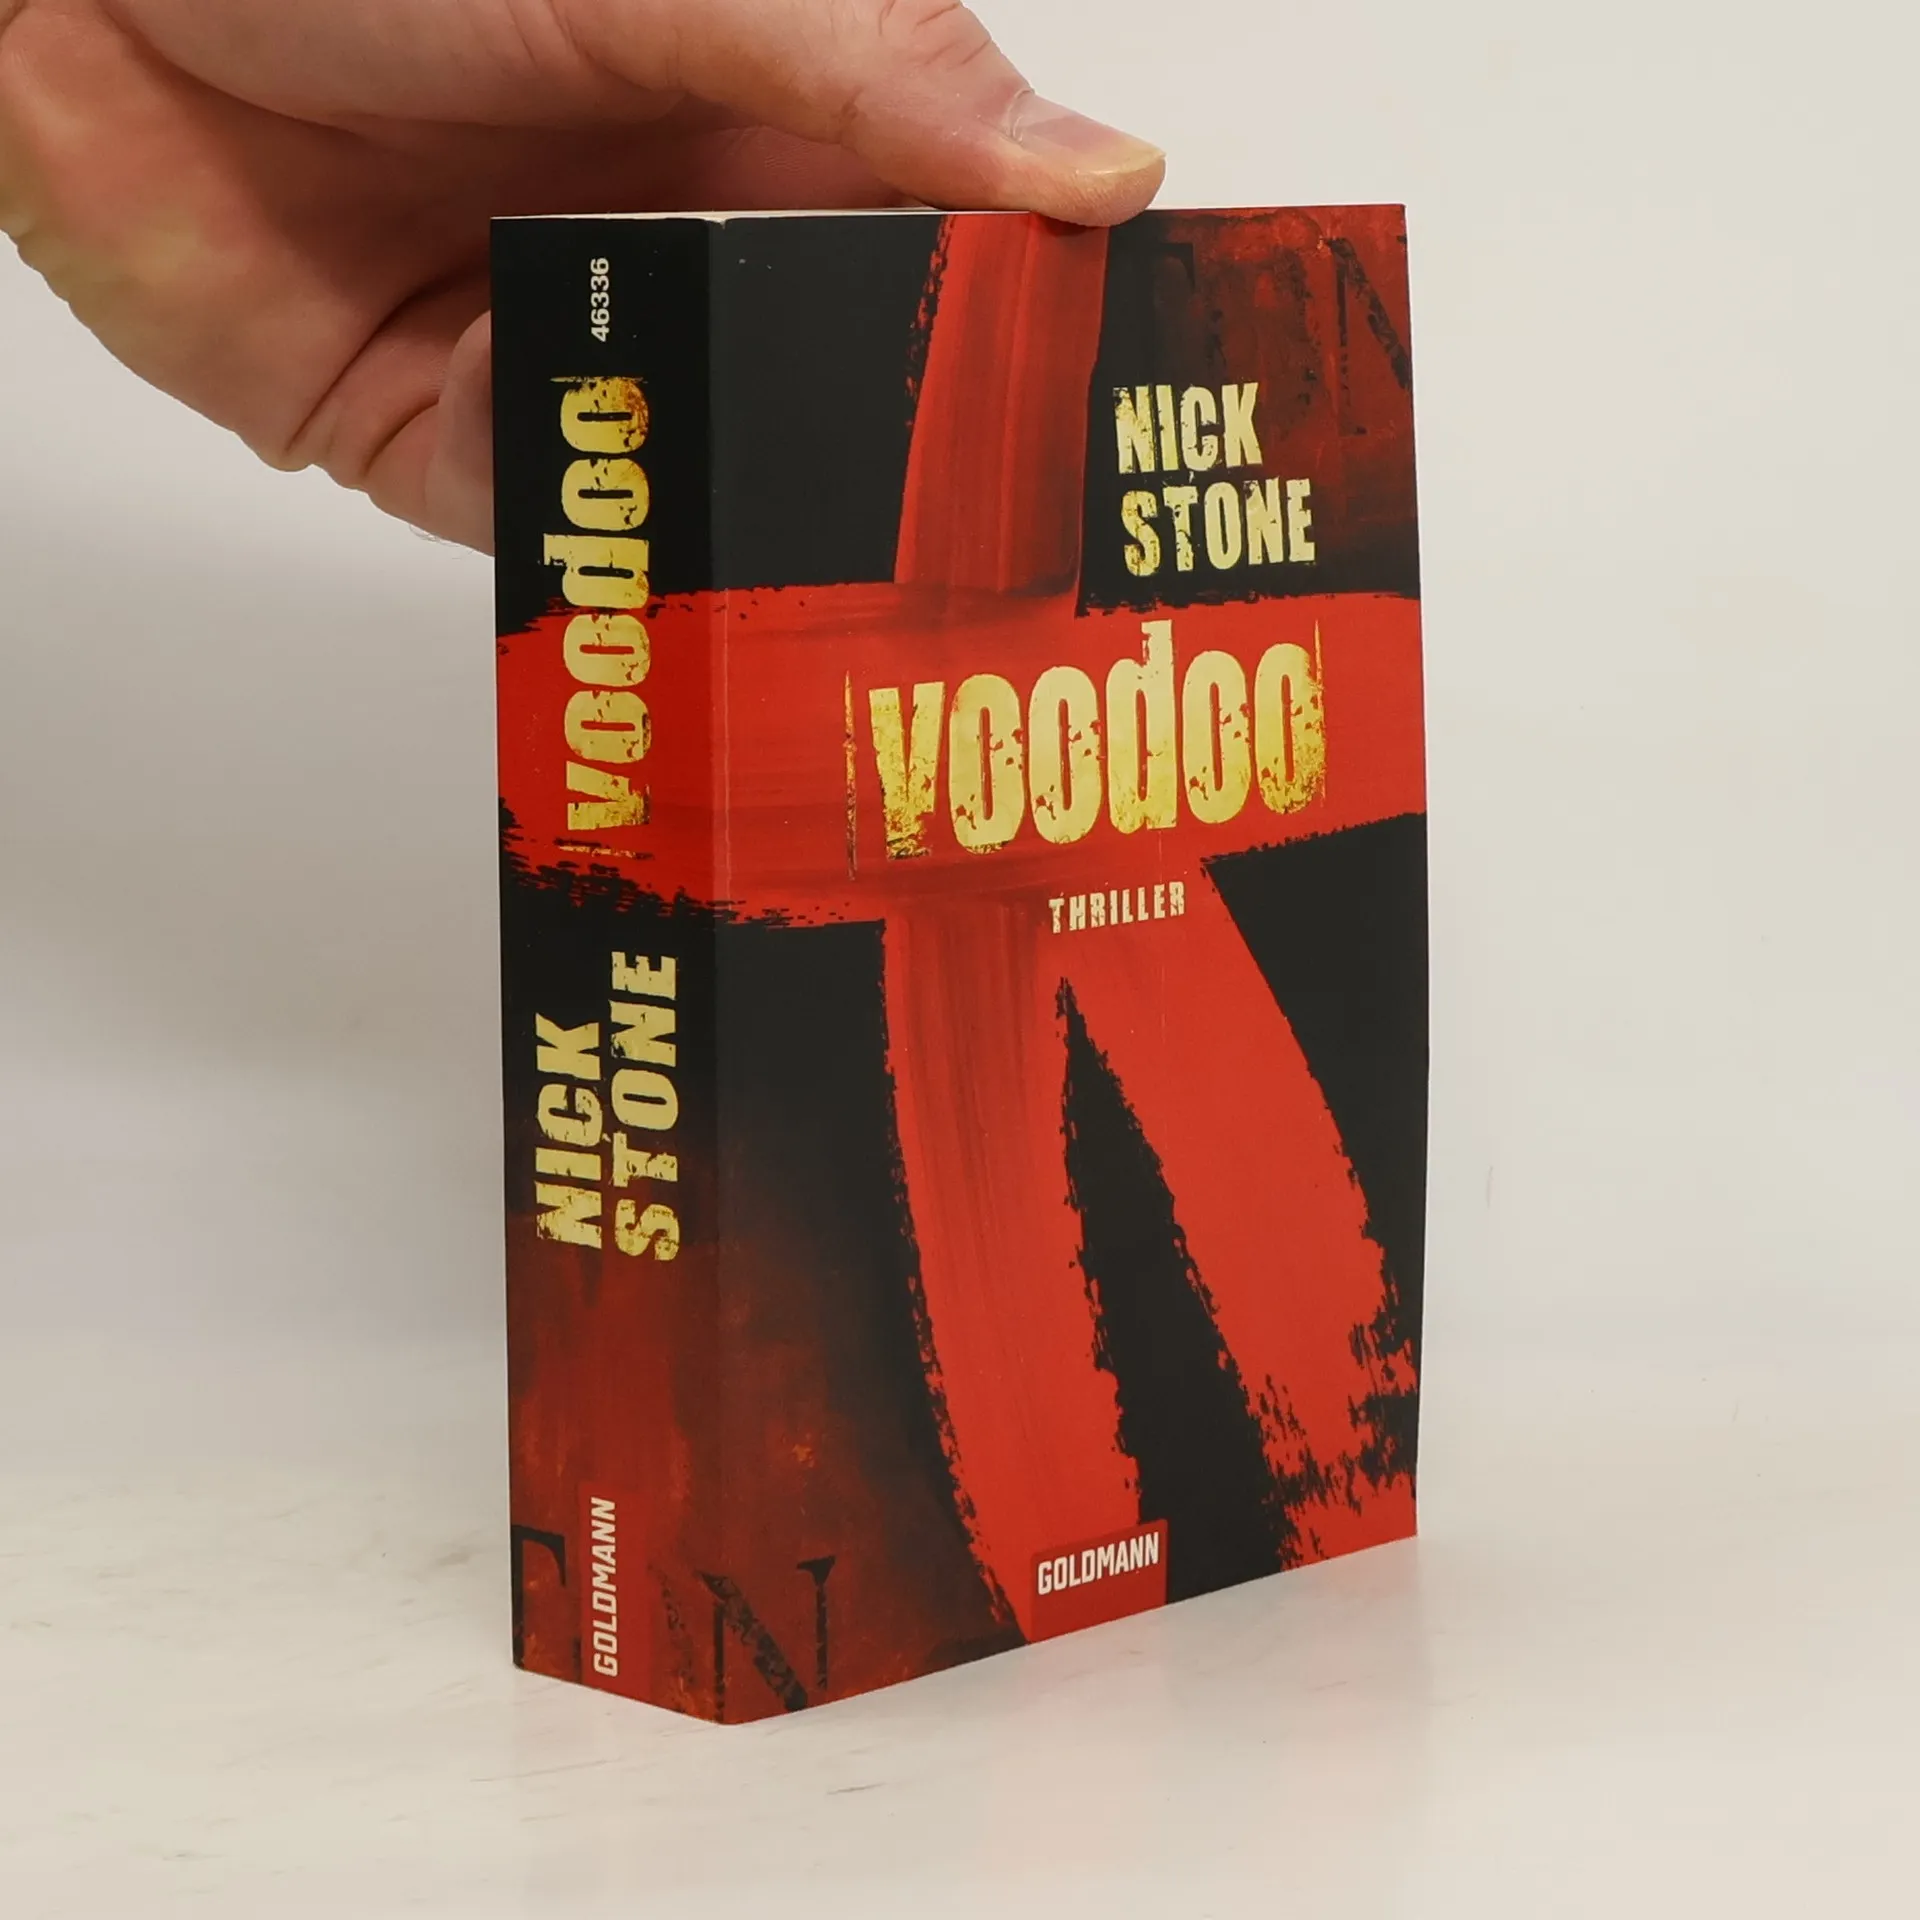 46336
voodoo
NICK
STONE
GOLDMANN
NICK
STONE
voodoo
THRILLER
GOLDMANN